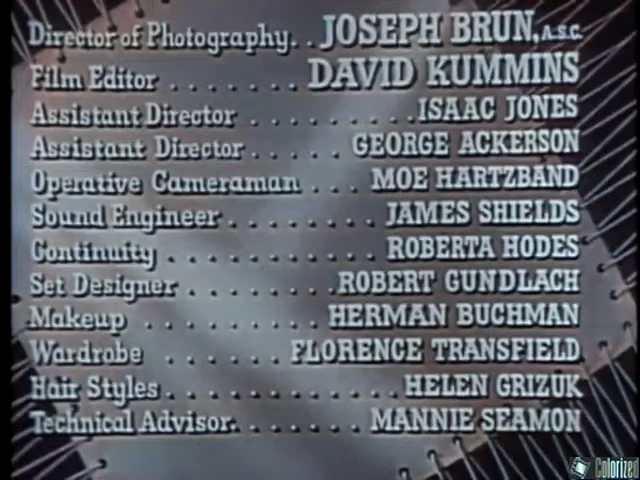 Director of Photography. . JOSEPH BRUN, A.S.C.
Film Editor . . . . . . . DAVID KUMMINS
Assistant Director . . . . . . . . . ISAAC JONES
Assistant Director . . . . . GEORGE ACKERSON
Operative Cameraman . . . MOE HARTZBAND
Sound Engineer . . . . . . . . JAMES SHIELDS
Continuity . . . . . . . . . . . ROBERTA HODES
Set Designer . . . . . . . . ROBERT GUNDLACH
Makeup . . . . . . . . . HERMAN BUCHMAN
Wardrobe . . . . . . FLORENCE TRANSFIELD
Hair Styles . . . . . . . . . . . . HELEN GRIZUK
Technical Advisor. . . . . . . MANNIE SEAMON
Colorized